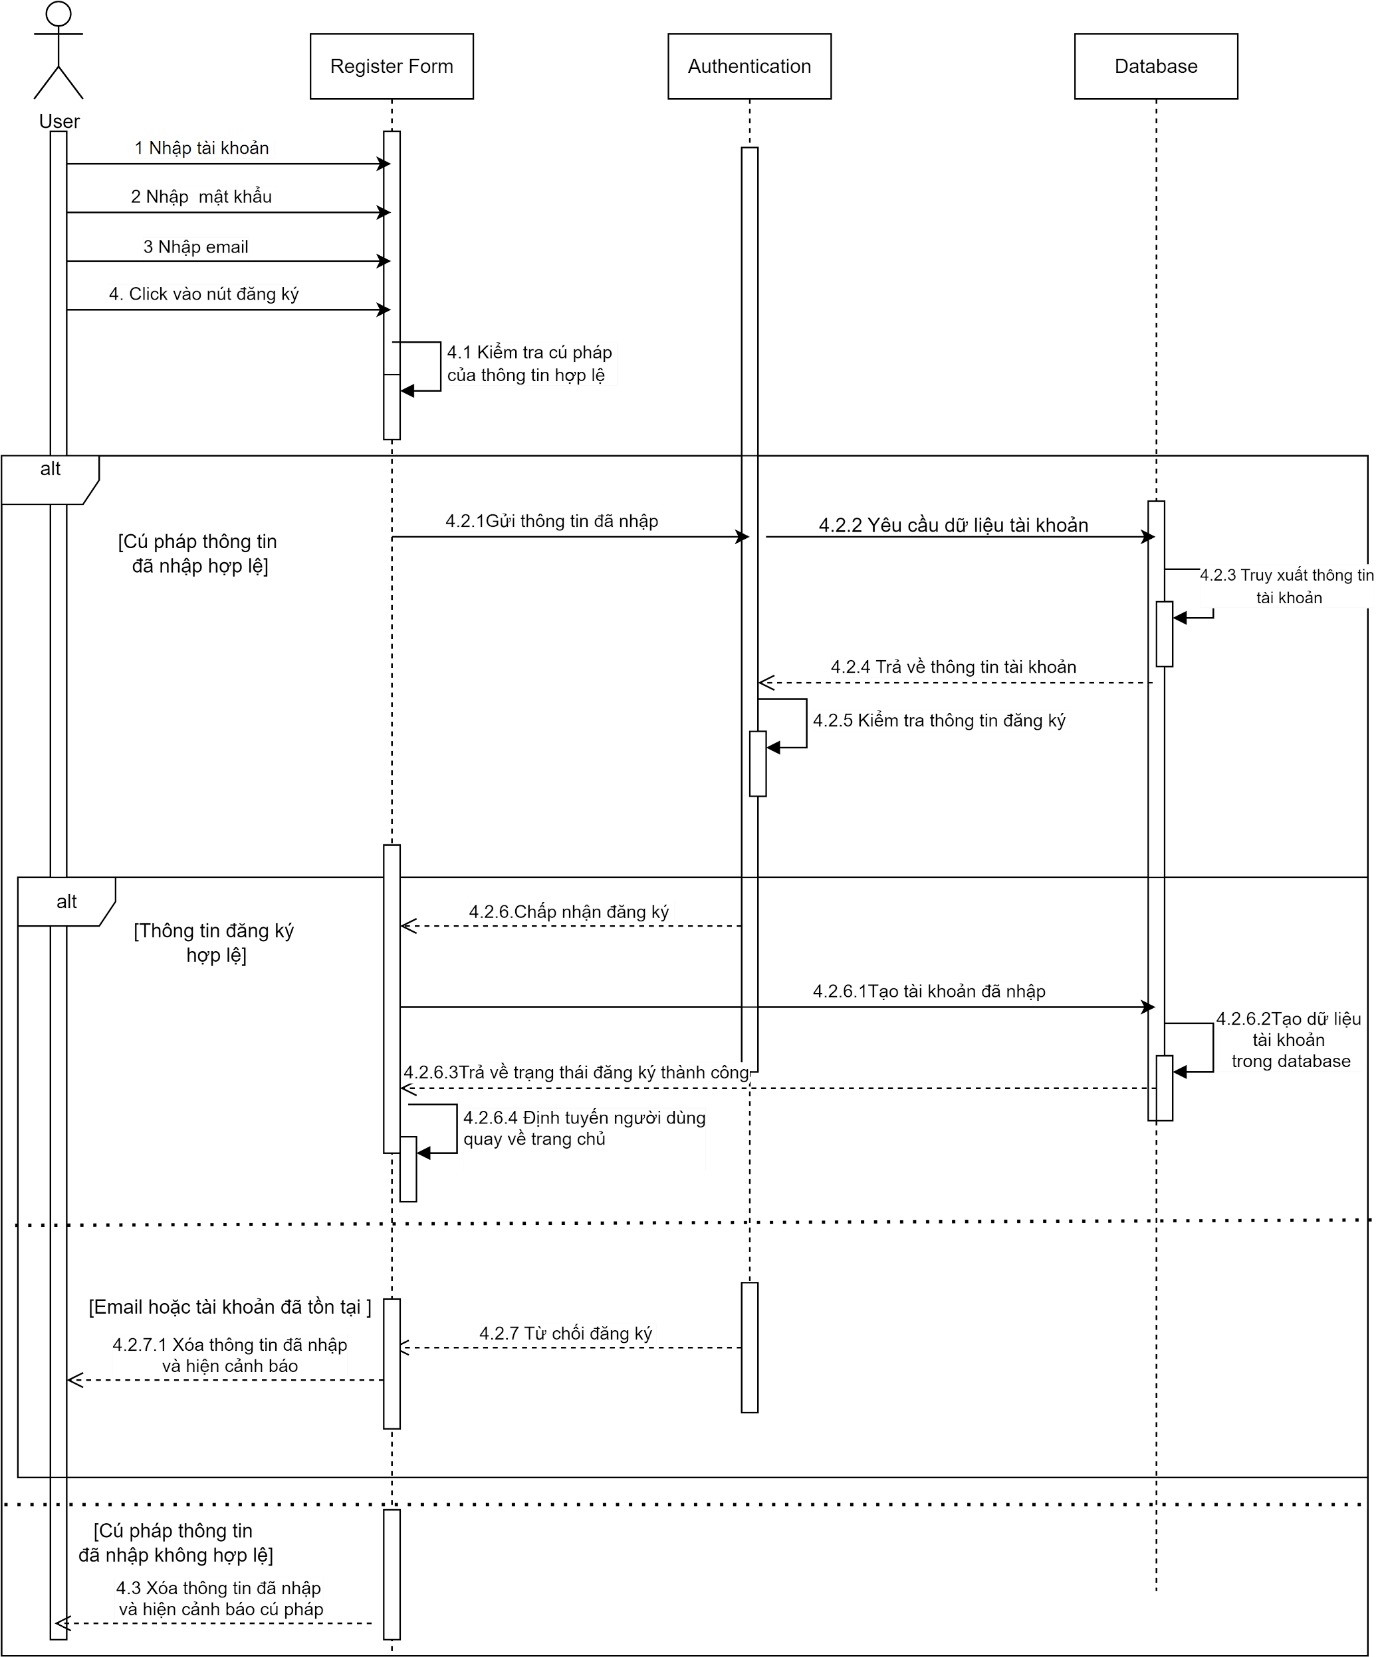 User
Register Form
Authentication
Database
1 Nhập tài khoản
2 Nhập  mật khẩu
3 Nhập email
4. Click vào nút đăng ký
4.1 Kiểm tra cú pháp
của thông tin hợp lệ
alt
[Cú pháp thông tin
đã nhập hợp lệ]
4.2.1Gửi thông tin đã nhập
4.2.2 Yêu cầu dữ liệu tài khoản
4.2.3 Truy xuất thông tin
tài khoản
4.2.4 Trả về thông tin tài khoản
4.2.5 Kiểm tra thông tin đăng ký
alt
[Thông tin đăng ký
hợp lệ]
4.2.6.Chấp nhận đăng ký
4.2.6.1Tạo tài khoản đã nhập
4.2.6.2Tạo dữ liệu
tài khoản
trong database
4.2.6.3Trả về trạng thái đăng ký thành công
4.2.6.4 Định tuyến người dùng
quay về trang chủ
[Email hoặc tài khoản đã tồn tại ]
4.2.7 Từ chối đăng ký
4.2.7.1 Xóa thông tin đã nhập
và hiện cảnh báo
[Cú pháp thông tin
đã nhập không hợp lệ]
4.3 Xóa thông tin đã nhập
và hiện cảnh báo cú pháp